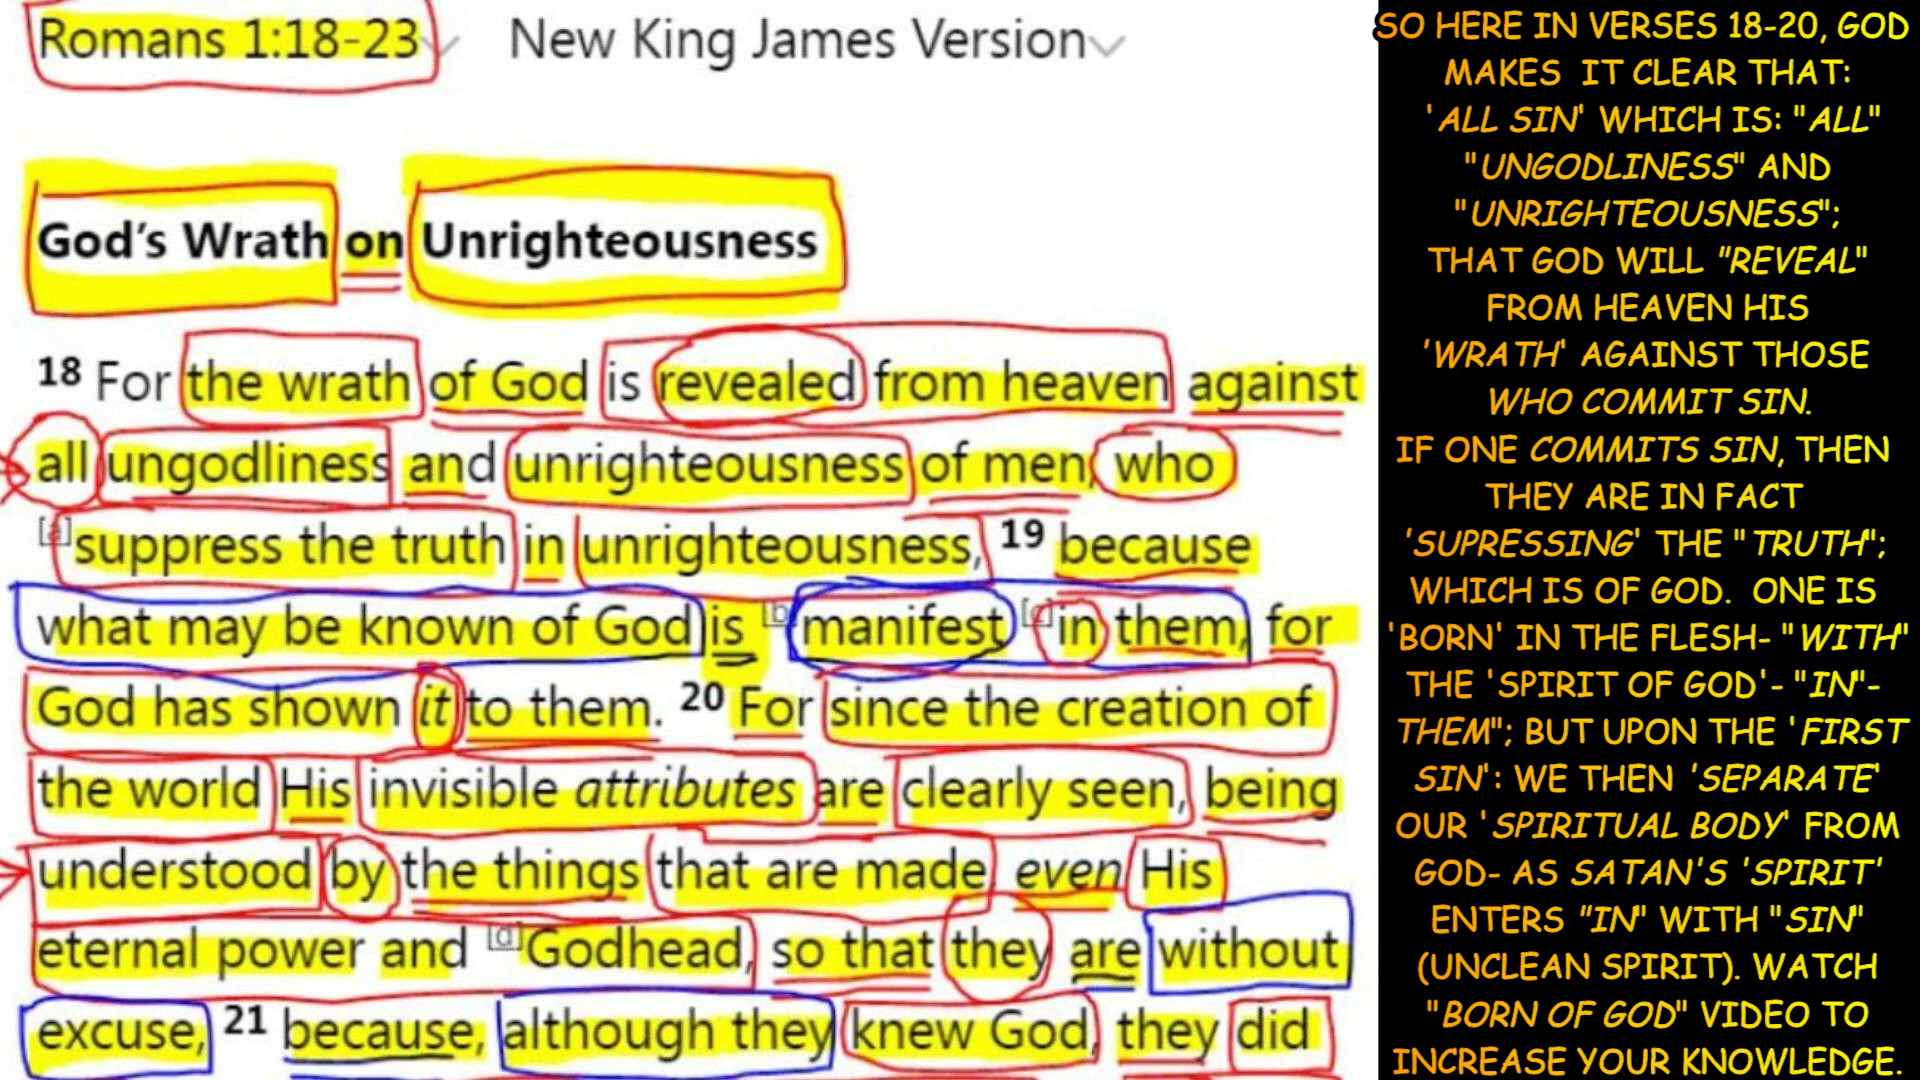 Romans 1:18-23 New King James Version
God's Wrath on Unrighteousness
18 For the wrath of God is revealed from heaven against
all ungodliness and unrighteousness of men, who
[a]suppress the truth in unrighteousness, 19 because
what may be known of God is [b]manifest [c]in them, for
God has shown it to them. 20 For since the creation of
the world His invisible attributes are clearly seen, being
understood by the things that are made, even His
eternal power and [d]Godhead, so that they are without
excuse, 21 because, although they knew God, they did
SO HERE IN VERSES 18-20, GOD
MAKES IT CLEAR THAT:
'ALL SIN' WHICH IS: "ALL"
"UNGODLINESS" AND
"UNRIGHTEOUSNESS";
THAT GOD WILL "REVEAL"
FROM HEAVEN HIS
'WRATH' AGAINST THOSE
WHO COMMIT SIN.
IF ONE COMMITS SIN, THEN
THEY ARE IN FACT
'SUPRESSING' THE "TRUTH";
WHICH IS OF GOD. ONE IS
'BORN' IN THE FLESH- "WITH"
THE 'SPIRIT OF GOD'- "IN"-
THEM"; BUT UPON THE 'FIRST
SIN': WE THEN 'SEPARATE'
OUR 'SPIRITUAL BODY' FROM
GOD- AS SATAN'S 'SPIRIT'
ENTERS "IN" WITH "SIN"
(UNCLEAN SPIRIT). WATCH
"BORN OF GOD" VIDEO TO
INCREASE YOUR KNOWLEDGE.